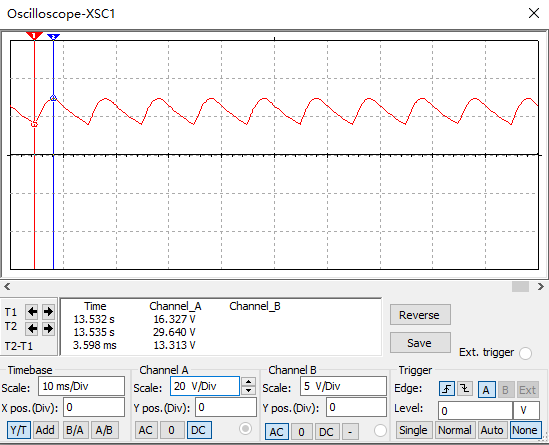 Oscilloscope-XSC1
1 2
T1
T2
T2-T1
Time Channel_A Channel_B
13.532 s 16.327 V
13.535 s 29.640 V
3.598 ms 13.313 V
Reverse
Save
Ext. trigger
Timebase
Scale: 10 ms/Div
X pos.(Div): 0
Y/T Add B/A A/B
Channel A
Scale: 20 V/Div
Y pos.(Div): 0
AC 0 DC
Channel B
Scale: 5 V/Div
Y pos.(Div): 0
AC 0 DC -
Trigger
Edge: A B Ext
Level: 0 V
Single Normal Auto None